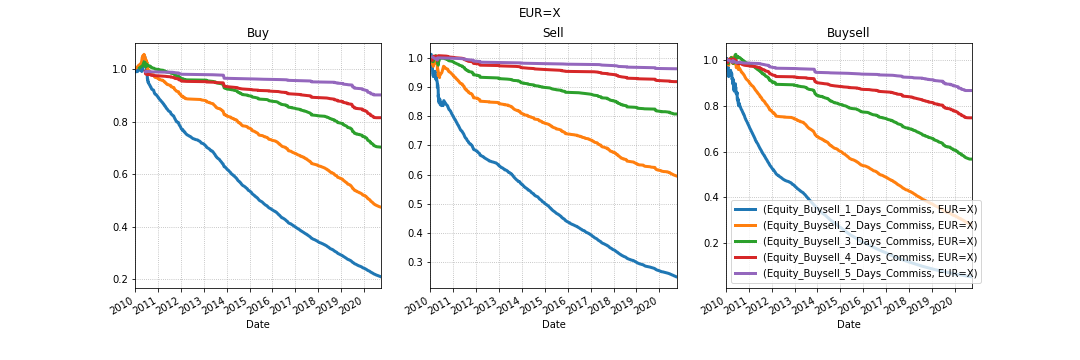 EUR=X
Buy
Sell
Buysell
1.0
0.8
0.6
0.4
0.2
2010 2011 2012 2013 2014 2015 2016 2017 2018 2019 2020
Date
1.0
0.9
0.8
0.7
0.6
0.5
0.4
0.3
2010 2011 2012 2013 2014 2015 2016 2017 2018 2019 2020
Date
1.0
0.8
0.6
0.4
0.2
(Equity_Buysell_1_Days_Commiss, EUR=X)
(Equity_Buysell_2_Days_Commiss, EUR=X)
(Equity_Buysell_3_Days_Commiss, EUR=X)
(Equity_Buysell_4_Days_Commiss, EUR=X)
(Equity_Buysell_5_Days_Commiss, EUR=X)
2010 2011 2012 2013 2014 2015 2016 2017 2018 2019 2020
Date